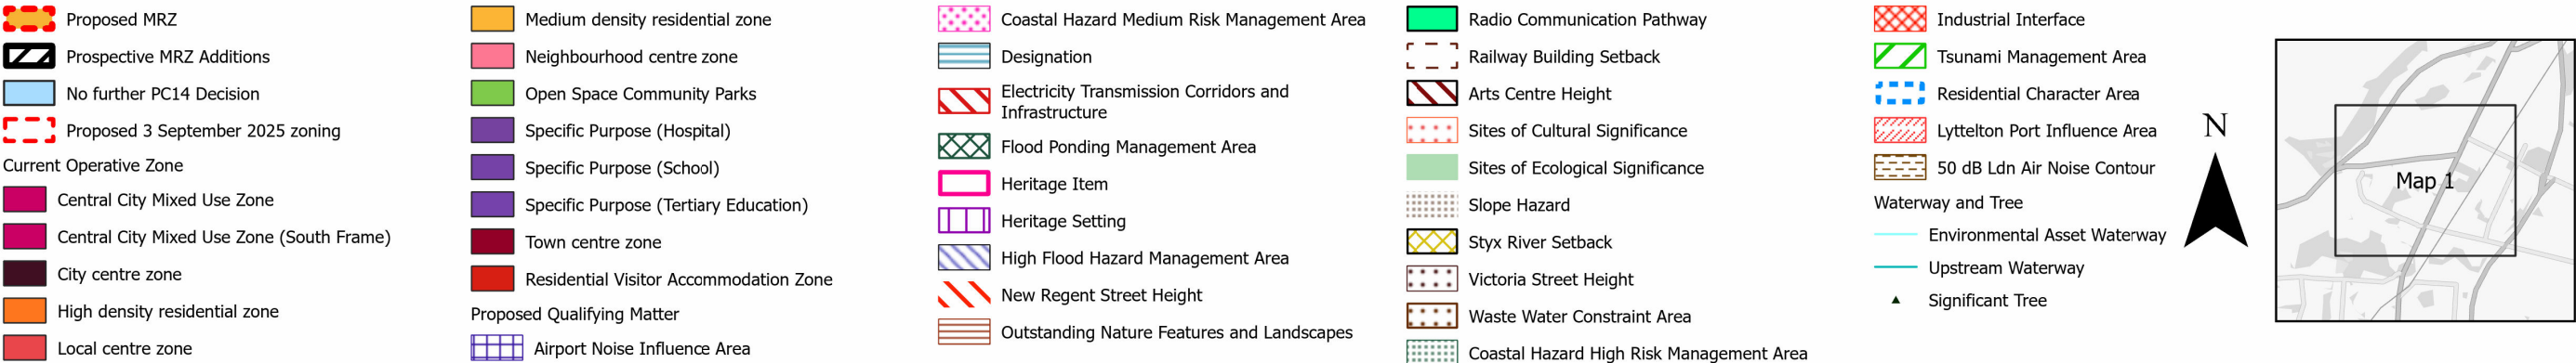 Proposed MRZ
Prospective MRZ Additions
No further PC14 Decision
Proposed 3 September 2025 zoning
Current Operative Zone
Central City Mixed Use Zone
Central City Mixed Use Zone (South Frame)
City centre zone
High density residential zone
Local centre zone
Medium density residential zone
Neighbourhood centre zone
Open Space Community Parks
Specific Purpose (Hospital)
Specific Purpose (School)
Specific Purpose (Tertiary Education)
Town centre zone
Residential Visitor Accommodation Zone
Proposed Qualifying Matter
Airport Noise Influence Area
Coastal Hazard Medium Risk Management Area
Designation
Electricity Transmission Corridors and
Infrastructure
Flood Ponding Management Area
Heritage Item
Heritage Setting
High Flood Hazard Management Area
New Regent Street Height
Outstanding Nature Features and Landscapes
Radio Communication Pathway
Railway Building Setback
Arts Centre Height
Sites of Cultural Significance
Sites of Ecological Significance
Slope Hazard
Styx River Setback
Victoria Street Height
Waste Water Constraint Area
Coastal Hazard High Risk Management Area
Industrial Interface
Tsunami Management Area
Residential Character Area
Lyttelton Port Influence Area
50 dB Ldn Air Noise Contour
Waterway and Tree
Environmental Asset Waterway
Upstream Waterway
Significant Tree
N
Map 1